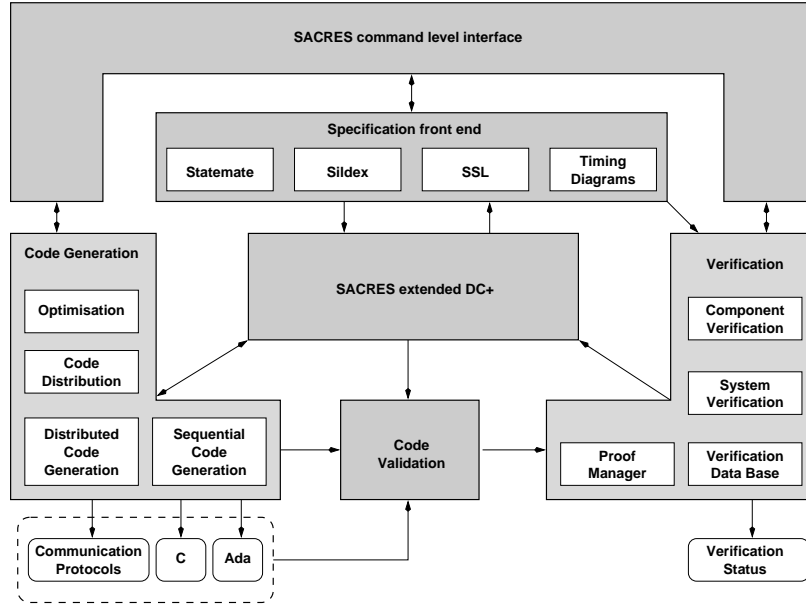 SACRES command level interface
Specification front end
Statemate
Sildex
SSL
Timing
Diagrams
Code Generation
Optimisation
Code
Distribution
Distributed
Code
Generation
Sequential
Code
Generation
SACRES extended DC+
Code
Validation
Verification
Component
Verification
System
Verification
Proof
Manager
Verification
Data Base
Communication
Protocols
C
Ada
Verification
Status